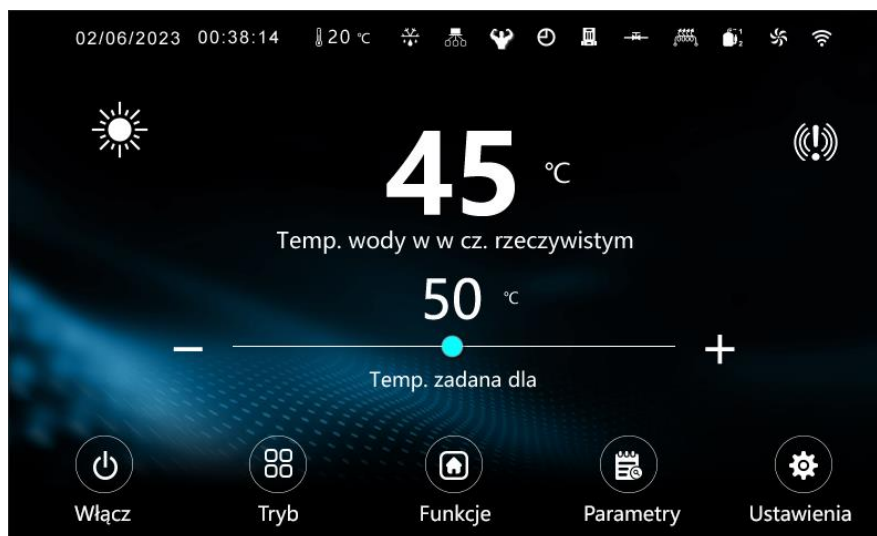 02/06/2023 00:38:14 20 °C
45 °C
Temp. wody w w cz. rzeczywistym
50 °C
− +
Temp. zadana dla
Włącz Tryb Funkcje Parametry Ustawienia